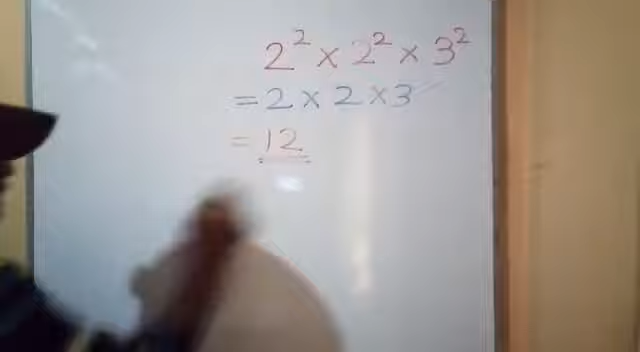 2² × 2² × 3²
= 2 × 2 × 3
= 12